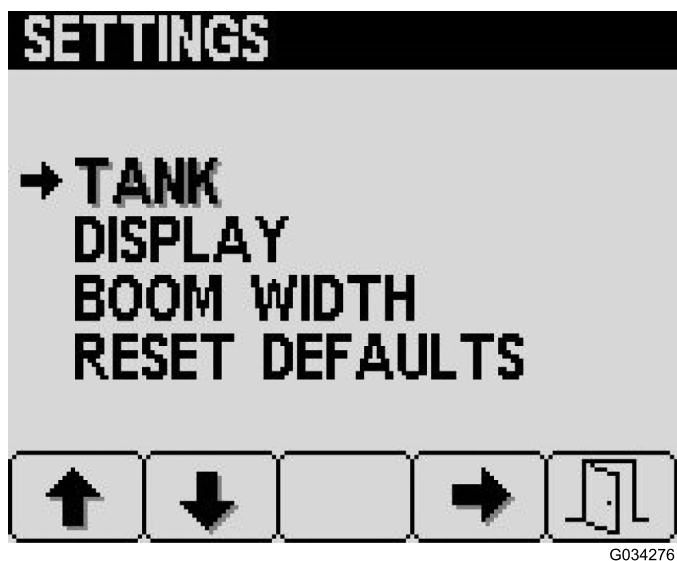 SETTINGS
TANK
DISPLAY
BOOM WIDTH
RESET DEFAULTS
G034276